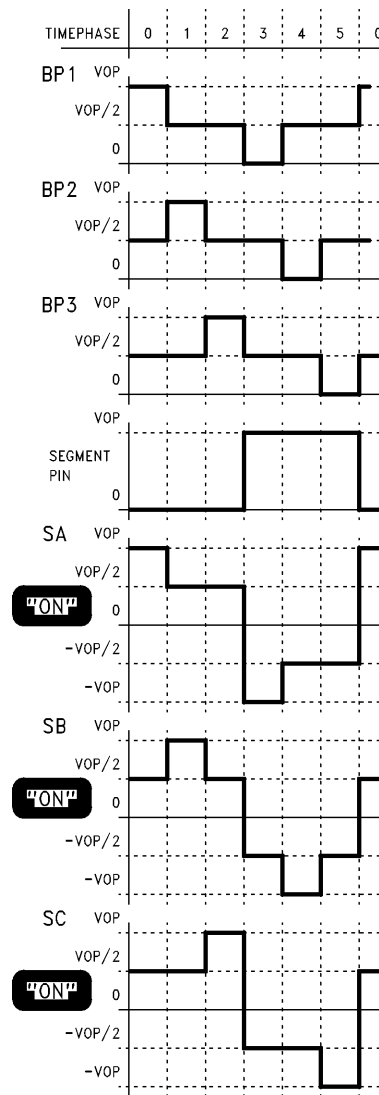 TIMEPHASE 0 1 2 3 4 5 0
BP1 VOP
VOP/2
0
BP2 VOP
VOP/2
0
BP3 VOP
VOP/2
0
VOP
SEGMENT
PIN
0
SA VOP
VOP/2
"ON" 0
-VOP/2
-VOP
SB VOP
VOP/2
"ON" 0
-VOP/2
-VOP
SC VOP
VOP/2
"ON" 0
-VOP/2
-VOP